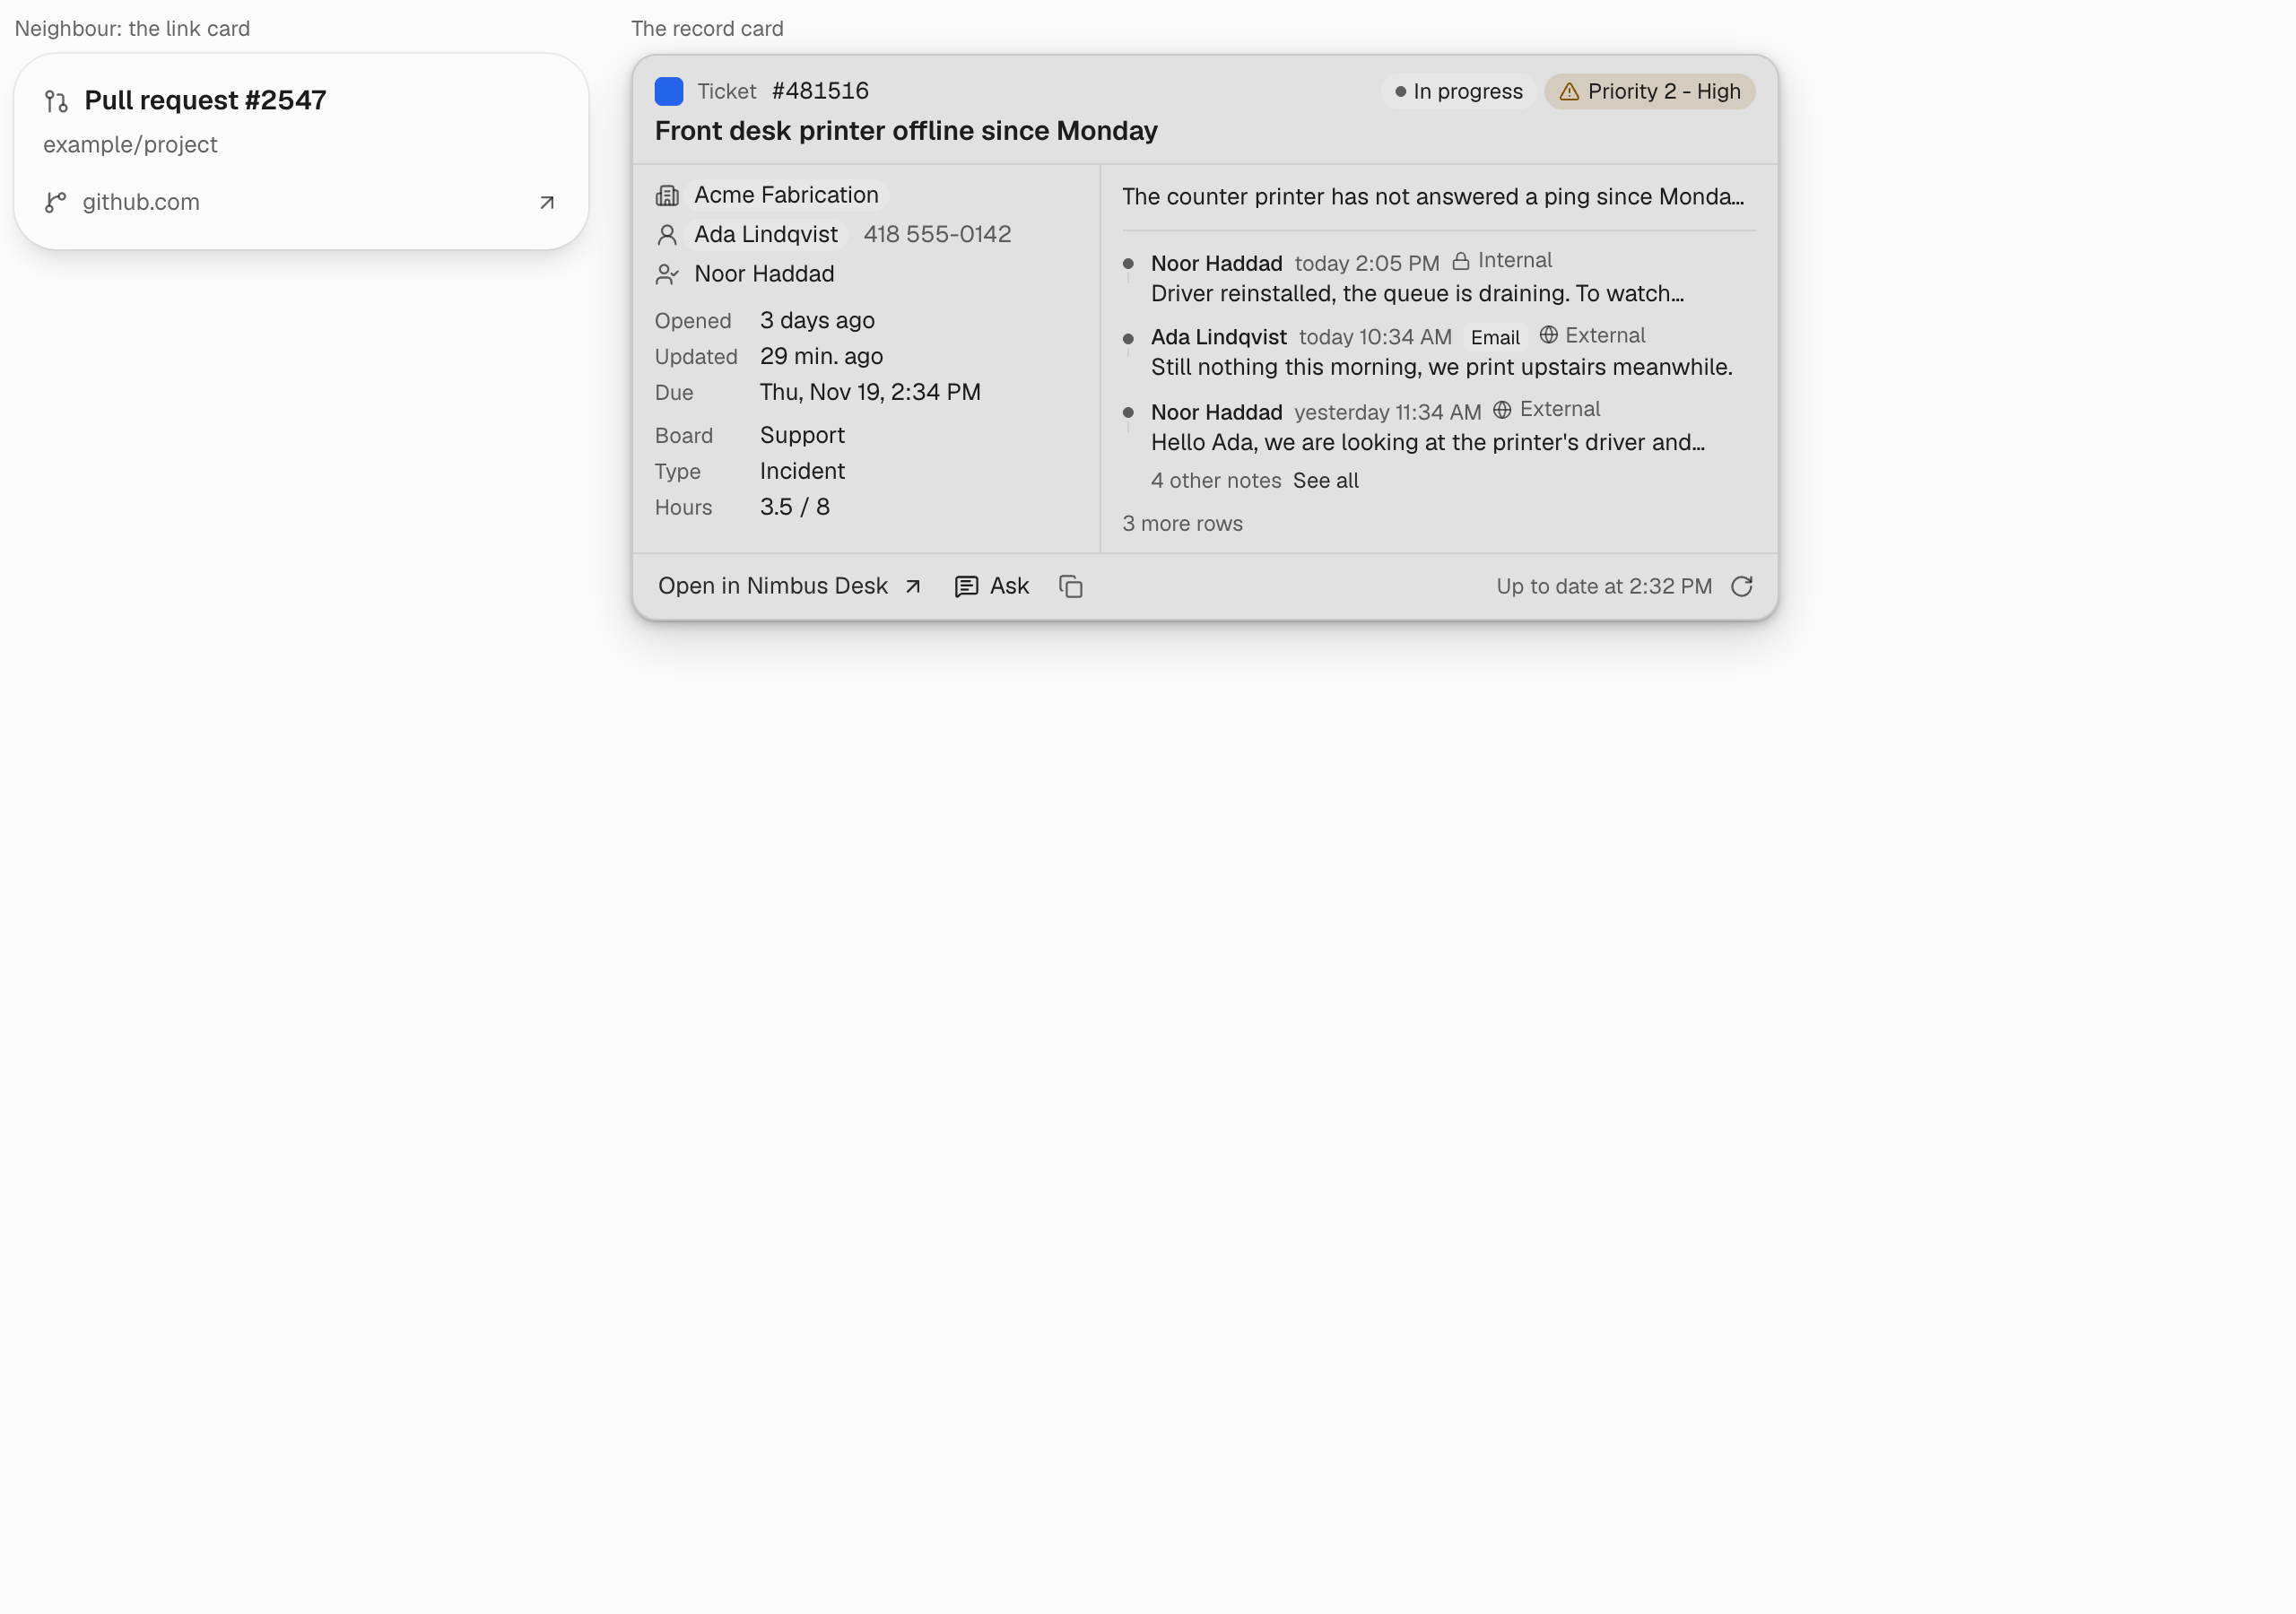 Neighbour: the link card
Pull request #2547
example/project
github.com
The record card
Ticket #481516
In progress
Priority 2 - High
Front desk printer offline since Monday
Acme Fabrication
Ada Lindqvist 418 555-0142
Noor Haddad
Opened 3 days ago
Updated 29 min. ago
Due Thu, Nov 19, 2:34 PM
Board Support
Type Incident
Hours 3.5 / 8
The counter printer has not answered a ping since Monda…
Noor Haddad today 2:05 PM Internal
Driver reinstalled, the queue is draining. To watch…
Ada Lindqvist today 10:34 AM Email External
Still nothing this morning, we print upstairs meanwhile.
Noor Haddad yesterday 11:34 AM External
Hello Ada, we are looking at the printer's driver and…
4 other notes See all
3 more rows
Open in Nimbus Desk Ask
Up to date at 2:32 PM